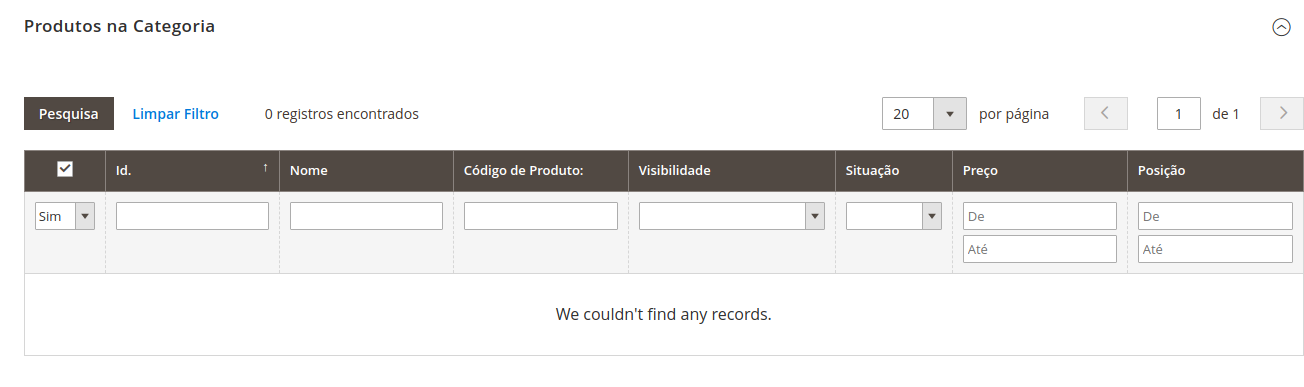 Produtos na Categoria
Pesquisa Limpar Filtro 0 registros encontrados 20 por página 1 de 1
Id. ↑ Nome Código de Produto: Visibilidade Situação Preço Posição
Sim De De
Até Até
We couldn't find any records.